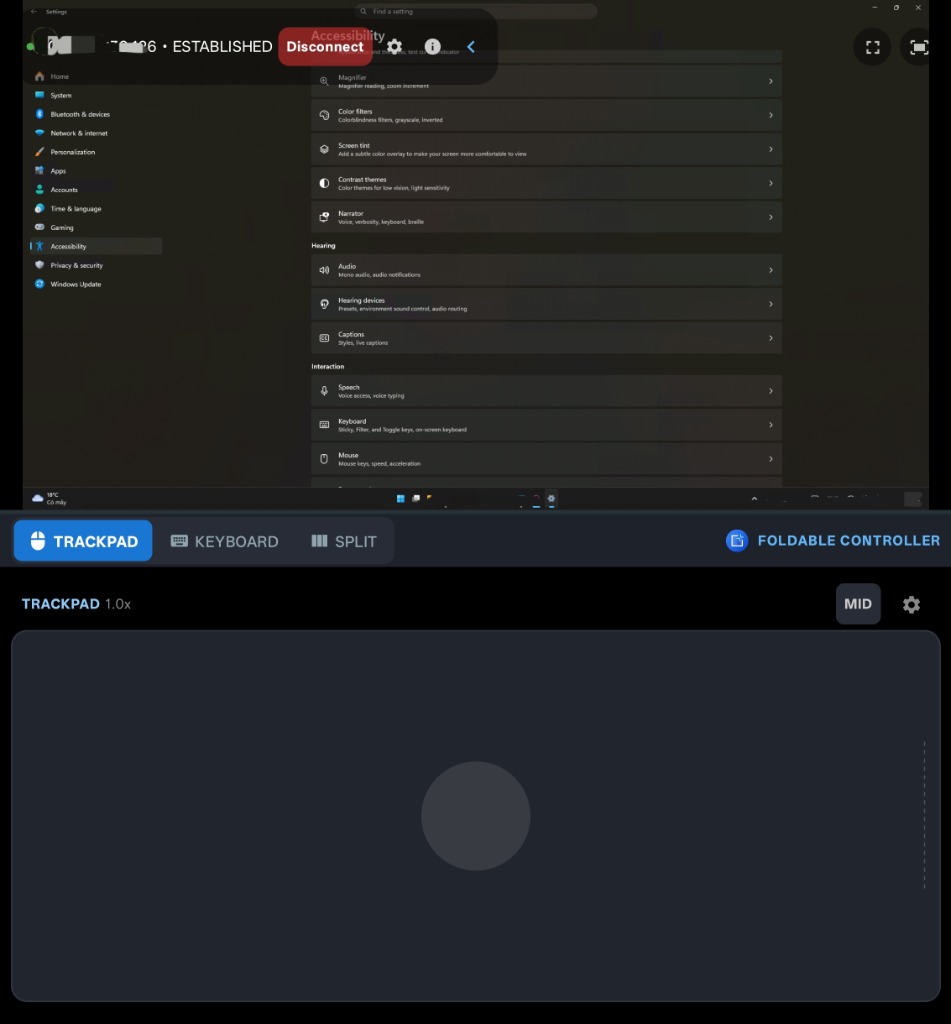 Settings
Find a setting
ESTABLISHED
Disconnect
Accessibility
Home
System
Bluetooth & devices
Network & internet
Personalization
Apps
Accounts
Time & language
Gaming
Accessibility
Privacy & security
Windows Update
Magnifier
Magnifier reading, zoom increment
Color filters
Colorblindness filters, grayscale, inverted
Screen tint
Add a subtle color overlay to make your screen more comfortable to view
Contrast themes
Color themes for low vision, light sensitivity
Narrator
Voice, verbosity, keyboard, braille
Hearing
Audio
Mono audio, audio notifications
Hearing devices
Presets, environment sound control, audio routing
Captions
Styles, live captions
Interaction
Speech
Voice access, voice typing
Keyboard
Sticky, Filter, and Toggle keys, on-screen keyboard
Mouse
Mouse keys, speed, acceleration
18°C
Có mây
TRACKPAD
KEYBOARD
SPLIT
FOLDABLE CONTROLLER
TRACKPAD 1.0x
MID